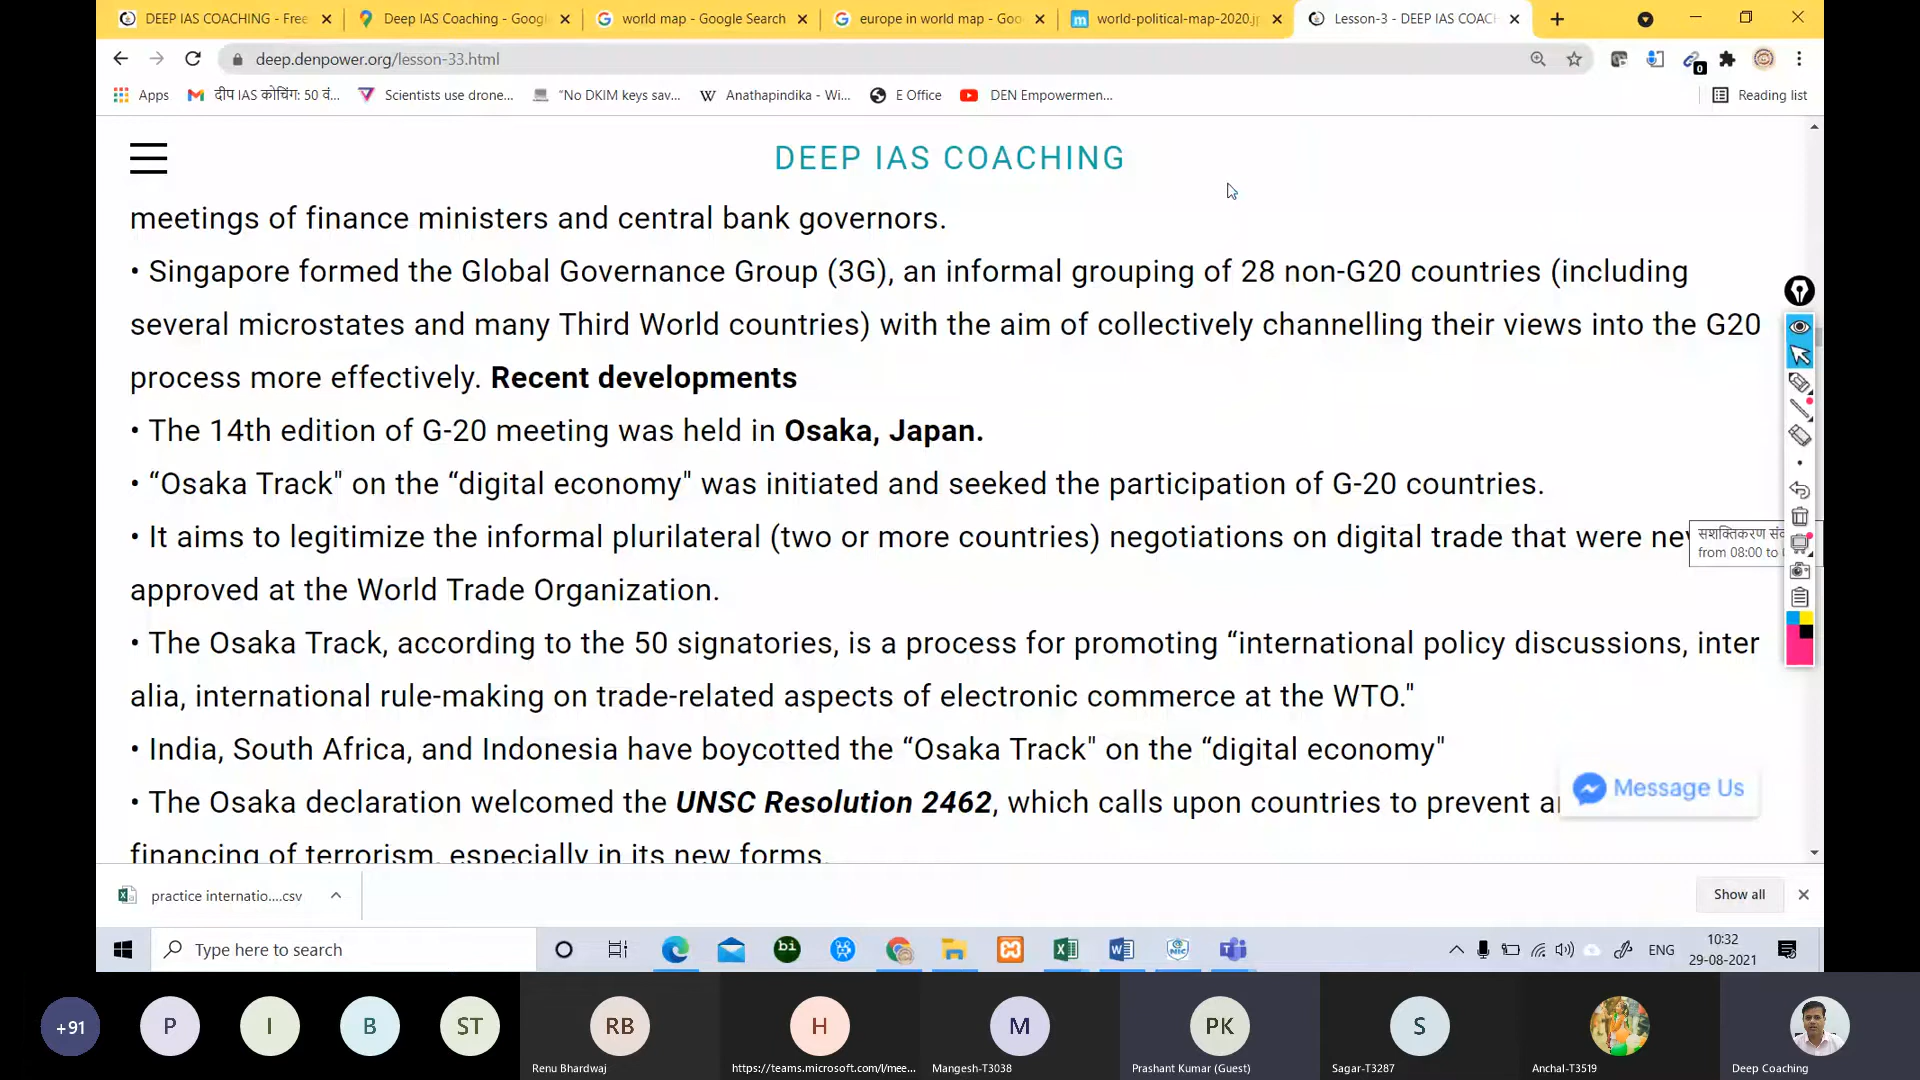 DEEP IAS COACHING - Free
Deep IAS Coaching - Googl
world map - Google Search
europe in world map - Goo
world-political-map-2020.j
Lesson-3 - DEEP IAS COAC
deep.denpower.org/lesson-33.html
0
Apps
दीप IAS कोचिंग: 50 वं...
Scientists use drone...
"No DKIM keys sav...
W Anathapindika - Wi...
E Office
DEN Empowermen...
Reading list
DEEP IAS COACHING
meetings of finance ministers and central bank governors.
• Singapore formed the Global Governance Group (3G), an informal grouping of 28 non-G20 countries (including
several microstates and many Third World countries) with the aim of collectively channelling their views into the G20
process more effectively. Recent developments
• The 14th edition of G-20 meeting was held in Osaka, Japan.
• “Osaka Track" on the “digital economy" was initiated and seeked the participation of G-20 countries.
• It aims to legitimize the informal plurilateral (two or more countries) negotiations on digital trade that were ne
approved at the World Trade Organization.
• The Osaka Track, according to the 50 signatories, is a process for promoting “international policy discussions, inter
alia, international rule-making on trade-related aspects of electronic commerce at the WTO."
• India, South Africa, and Indonesia have boycotted the “Osaka Track" on the “digital economy"
• The Osaka declaration welcomed the UNSC Resolution 2462, which calls upon countries to prevent a
financing of terrorism, especially in its new forms.
सशक्तिकरण
from 08:00 to
Message Us
practice internatio....csv
Show all
Type here to search
bi
NIC
ENG
10:32
29-08-2021
+91
P
I
B
ST
RB
H
M
PK
S
Renu Bhardwaj
https://teams.microsoft.com/l/mee...
Mangesh-T3038
Prashant Kumar (Guest)
Sagar-T3287
Anchal-T3519
Deep Coaching